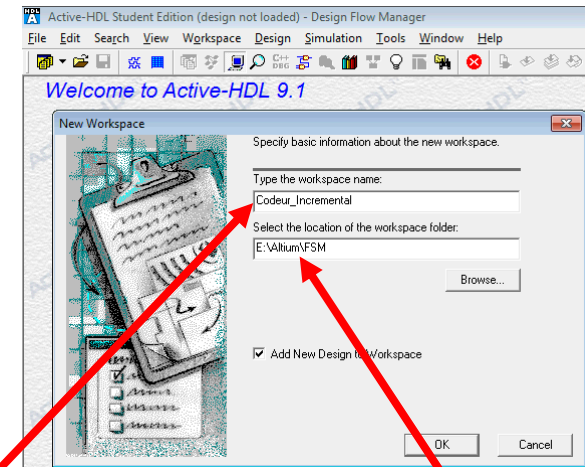 Active-HDL Student Edition (design not loaded) - Design Flow Manager
File Edit Search View Workspace Design Simulation Tools Window Help
Welcome to Active-HDL 9.1
New Workspace
Specify basic information about the new workspace.
Type the workspace name:
Codeur_Incremental
Select the location of the workspace folder:
E:\Altium\FSM
Browse...
Add New Design to Workspace
OK Cancel